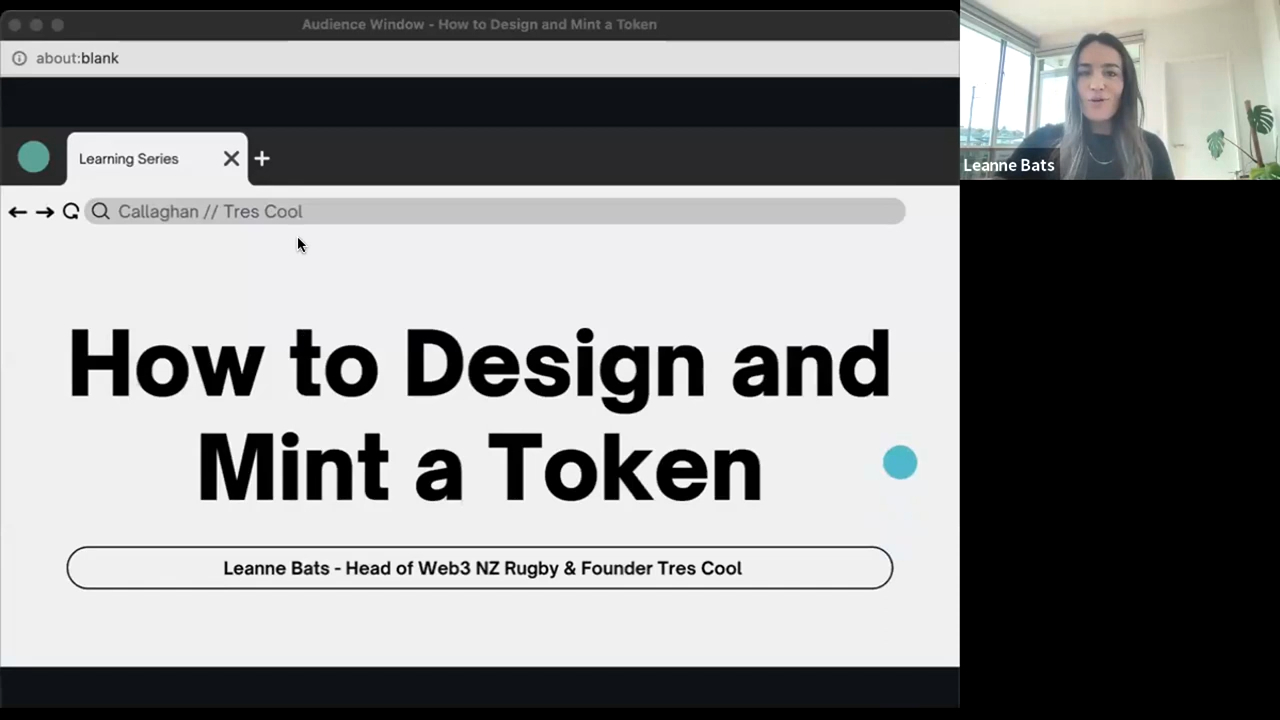 Audience Window - How to Design and Mint a Token
about:blank
Learning Series
Callaghan // Tres Cool
How to Design and
Mint a Token
Leanne Bats - Head of Web3 NZ Rugby & Founder Tres Cool
Leanne Bats